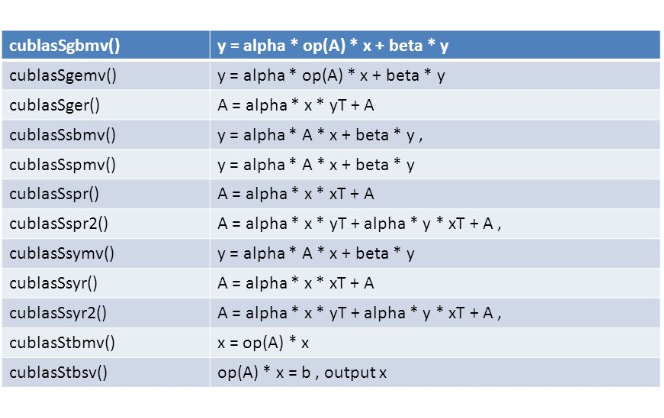 cublasSgbmv() y = alpha * op(A) * x + beta * y
cublasSgemv() y = alpha * op(A) * x + beta * y
cublasSger() A = alpha * x * yT + A
cublasSsbmv() y = alpha * A * x + beta * y ,
cublasSspmv() y = alpha * A * x + beta * y
cublasSspr() A = alpha * x * xT + A
cublasSspr2() A = alpha * x * yT + alpha * y * xT + A ,
cublasSsymv() y = alpha * A * x + beta * y
cublasSsyr() A = alpha * x * xT + A
cublasSsyr2() A = alpha * x * yT + alpha * y * xT + A ,
cublasStbmv() x = op(A) * x
cublasStbsv() op(A) * x = b , output x